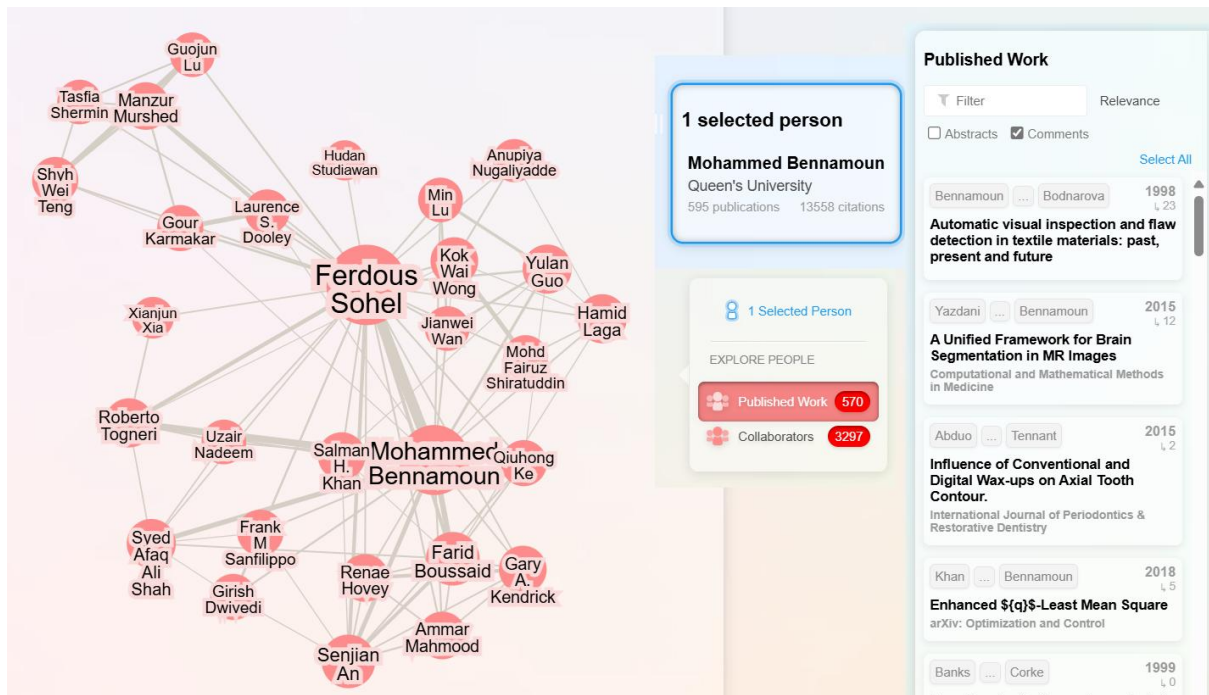 Guojun
Lu
Tasfia
Shermin
Manzur
Murshed
Hudan
Studiawan
Anupiya
Nugaliyadde
Shyh
Wei
Teng
Min
Lu
Laurence
S.
Dooley
Gour
Karmakar
Kok
Wai
Wong
Yulan
Guo
Ferdous
Sohel
Xianjun
Xia
Jianwei
Wan
Hamid
Laga
Mohd
Fairuz
Shiratuddin
Roberto
Togneri
Uzair
Nadeem
Salman
H.
Khan
Mohammed
Bennamoun
Qiuhong
Ke
Syed
Afaq
Ali
Shah
Frank
M
Sanfilippo
Girish
Dwivedi
Renae
Hovey
Farid
Boussaid
Gary
A.
Kendrick
Ammar
Mahmood
Senjian
An
1 selected person
Mohammed Bennamoun
Queen's University
595 publications 13558 citations
1 Selected Person
EXPLORE PEOPLE
Published Work 570
Collaborators 3297
Published Work
Filter Relevance
Abstracts Comments
Select All
Bennamoun ... Bodnarova 1998
23
Automatic visual inspection and flaw
detection in textile materials: past,
present and future
Yazdani ... Bennamoun 2015
12
A Unified Framework for Brain
Segmentation in MR Images
Computational and Mathematical Methods
in Medicine
Abduo ... Tennant 2015
2
Influence of Conventional and
Digital Wax-ups on Axial Tooth
Contour.
International Journal of Periodontics &
Restorative Dentistry
Khan ... Bennamoun 2018
5
Enhanced ${q}$-Least Mean Square
arXiv: Optimization and Control
Banks ... Corke 1999
0